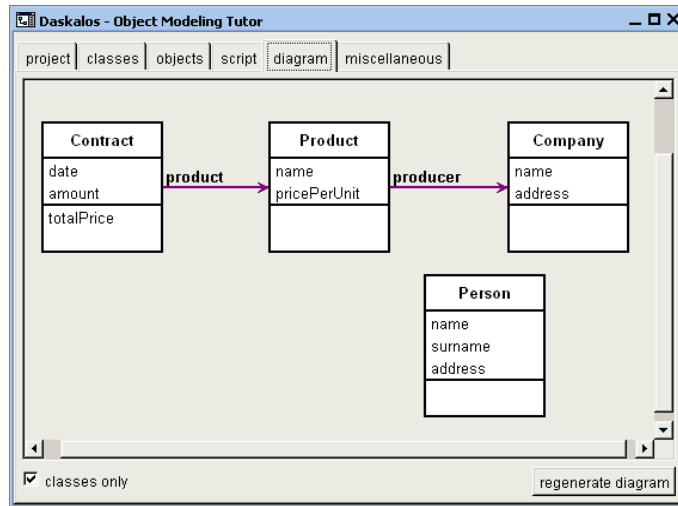 Daskalos - Object Modeling Tutor
project classes objects script diagram miscellaneous
Contract
date
amount
totalPrice
product
Product
name
pricePerUnit
producer
Company
name
address
Person
name
surname
address
classes only
regenerate diagram